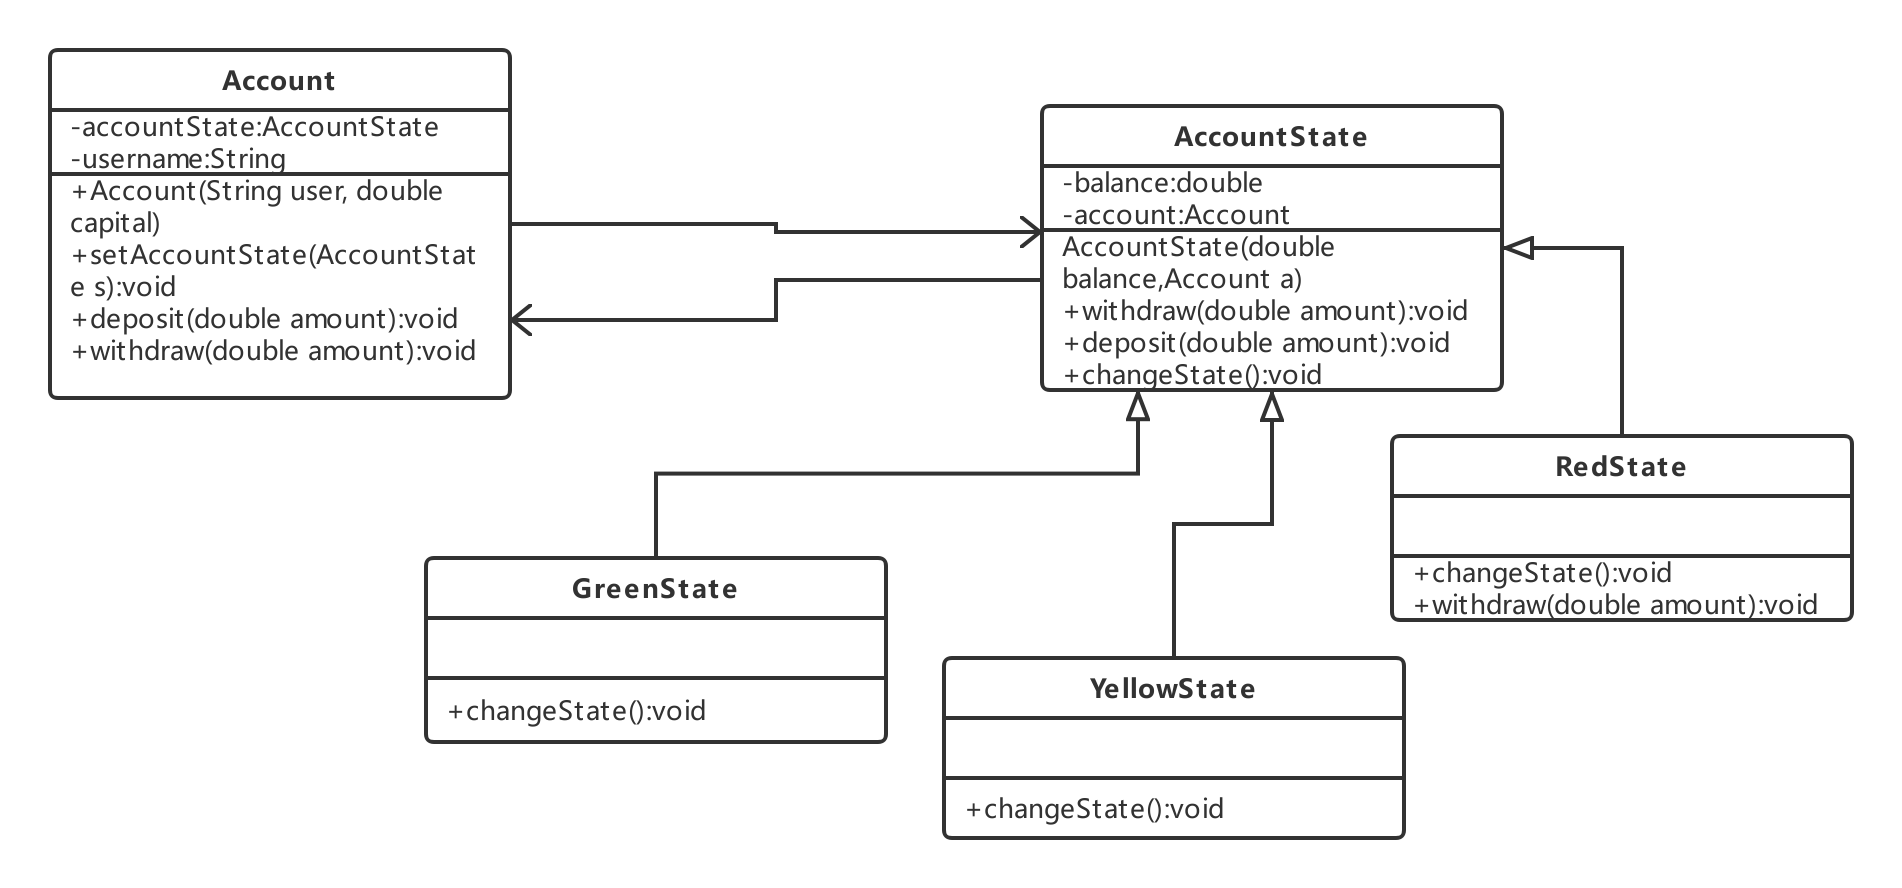 Account
-accountState:AccountState
-username:String
+Account(String user, double
capital)
+setAccountState(AccountStat
e s):void
+deposit(double amount):void
+withdraw(double amount):void
AccountState
-balance:double
-account:Account
AccountState(double
balance,Account a)
+withdraw(double amount):void
+deposit(double amount):void
+changeState():void
RedState
+changeState():void
+withdraw(double amount):void
GreenState
+changeState():void
YellowState
+changeState():void